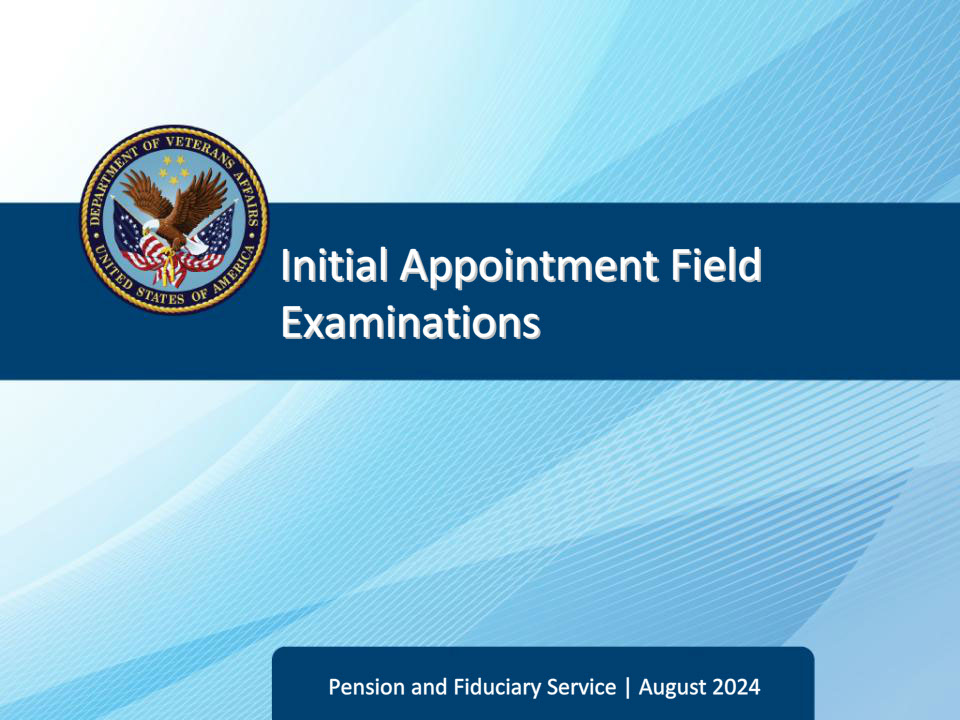 DEPARTMENT OF VETERANS AFFAIRS
UNITED STATES OF AMERICA
Initial Appointment Field
Examinations
Pension and Fiduciary Service | August 2024